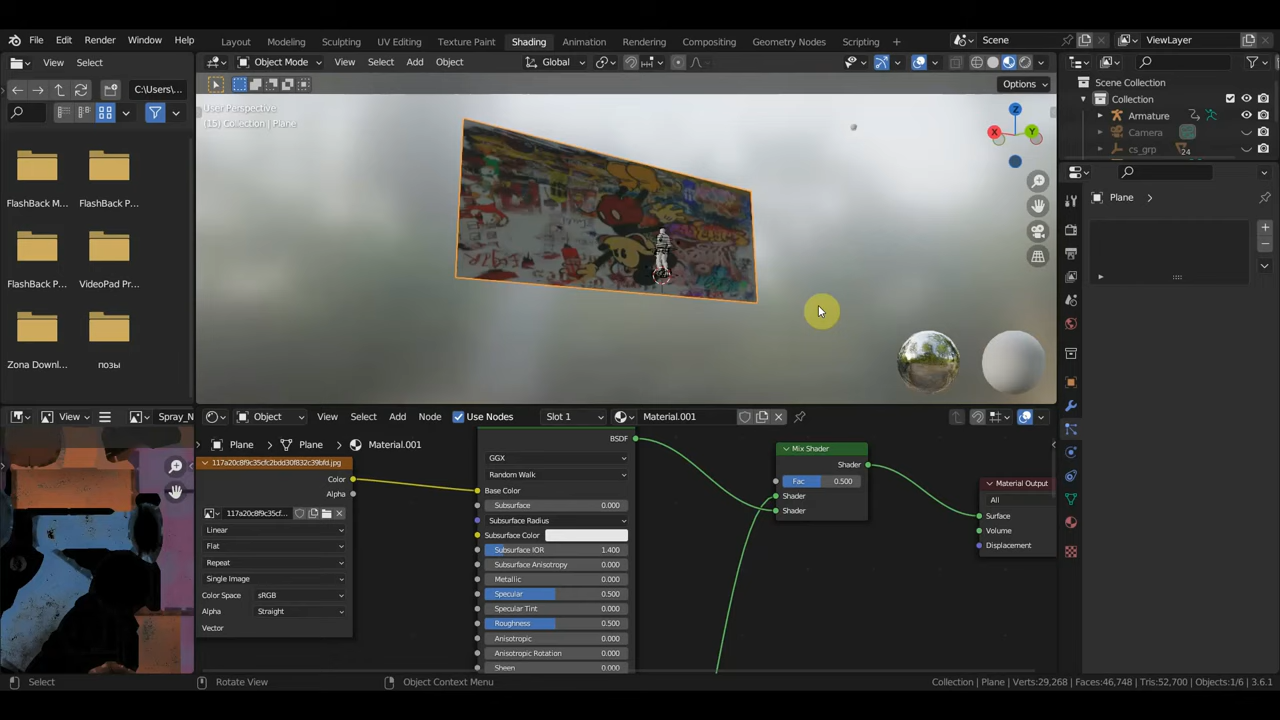 File Edit Render Window Help Layout Modeling Sculpting UV Editing Texture Paint Shading Animation Rendering Compositing Geometry Nodes Scripting + Scene ViewLayer
View Select Object Mode View Select Add Object Global
C:\Users\... Options Scene Collection
Collection
User Perspective
(15) Collection | Plane
Armature
Camera
cs_grp
24
Z
X
Y
FlashBack M... FlashBack P...
Plane
FlashBack P... VideoPad Pr...
Zona Downl... позы
View Spray_N Object View Select Add Node Use Nodes Slot 1 Material.001
Plane Plane Material.001
117a20c8f9c35cfc2bdd30f832c39bfd.jpg
Color
Alpha
117a20c8f9c35cfc...
Linear
Flat
Repeat
Single Image
Color Space sRGB
Alpha Straight
Vector
BSDF
GGX
Random Walk
Base Color
Subsurface 0.000
Subsurface Radius
Subsurface Color
Subsurface IOR 1.400
Subsurface Anisotropy 0.000
Metallic 0.000
Specular 0.500
Specular Tint 0.000
Roughness 0.500
Anisotropic 0.000
Anisotropic Rotation 0.000
Sheen 0.000
Mix Shader
Shader
Fac 0.500
Shader
Shader
Material Output
All
Surface
Volume
Displacement
Select Rotate View Object Context Menu Collection | Plane | Verts:29,268 | Faces:46,748 | Tris:52,700 | Objects:1/6 | 3.6.1